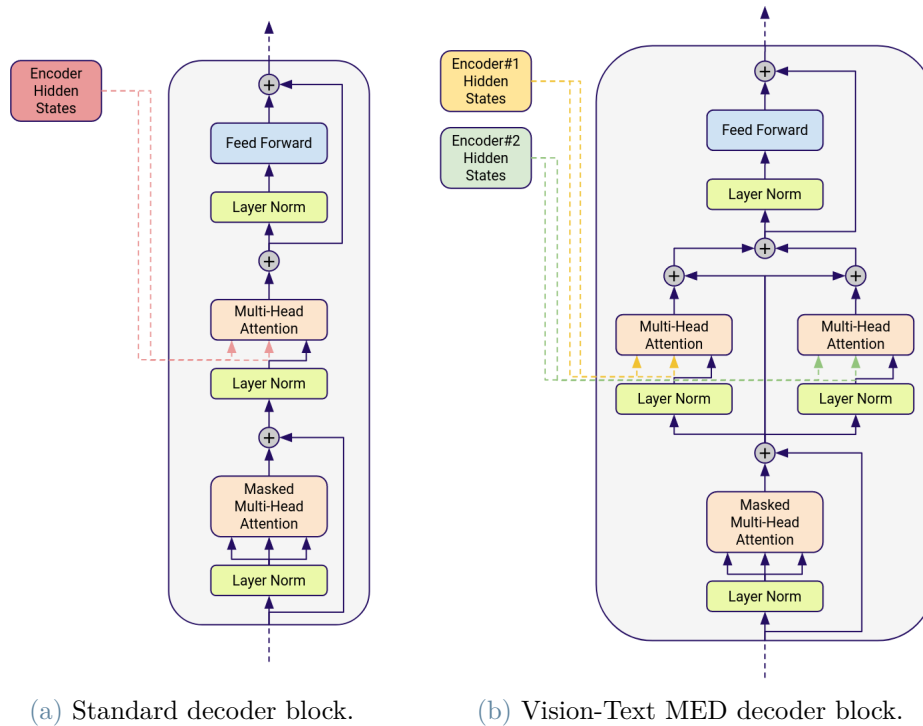 Encoder
Hidden
States
+
Feed Forward
Layer Norm
+
Multi-Head
Attention
Layer Norm
+
Masked
Multi-Head
Attention
Layer Norm
(a) Standard decoder block.
Encoder#1
Hidden
States
Encoder#2
Hidden
States
+
Feed Forward
Layer Norm
+
+
+
Multi-Head
Attention
Multi-Head
Attention
Layer Norm
Layer Norm
+
Masked
Multi-Head
Attention
Layer Norm
(b) Vision-Text MED decoder block.